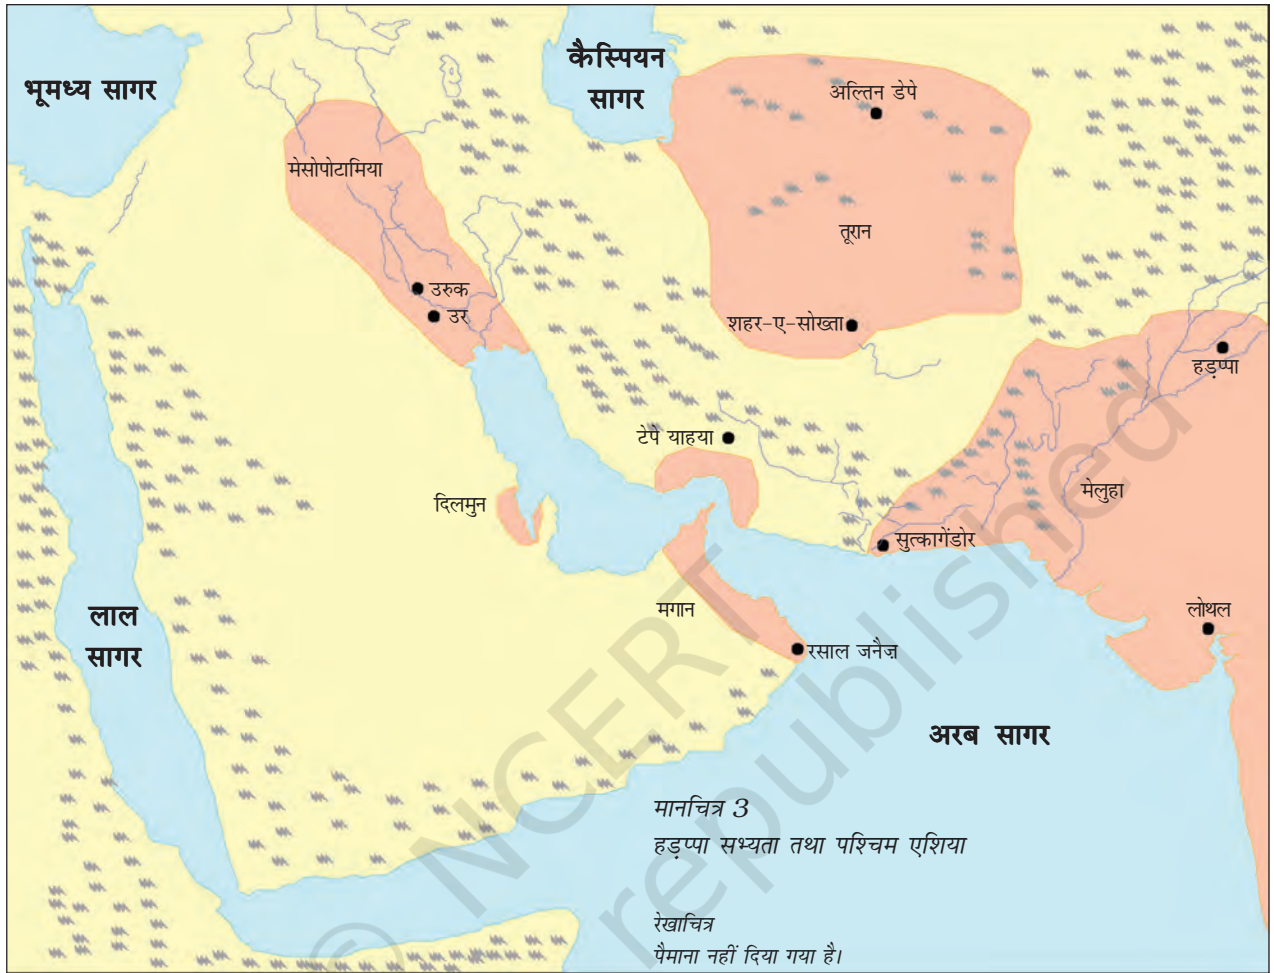 भूमध्य सागर
कैस्पियन
सागर
अल्तिन डेपे
मेसोपोटामिया
तूरान
उरुक
उर
शहर-ए-सोख्ता
हड़प्पा
टेपे याहया
मेलुहा
दिलमुन
सुत्कागेंडोर
लाल
सागर
मगान
लोथल
रसाल जनैज़
अरब सागर
मानचित्र 3
हड़प्पा सभ्यता तथा पश्चिम एशिया
रेखाचित्र
पैमाना नहीं दिया गया है।
© NCERT
republished